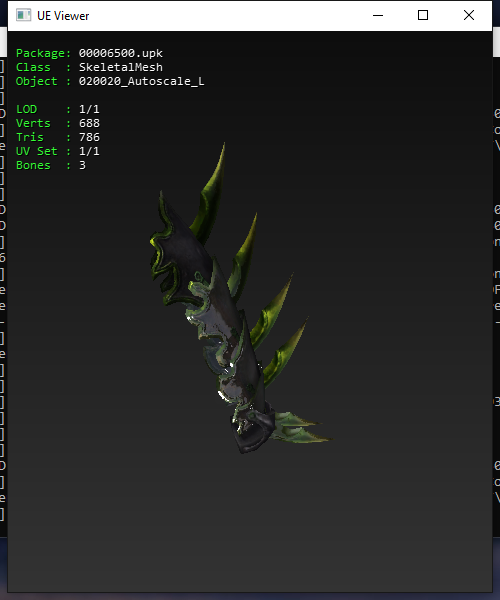 UE Viewer
Package: 00006500.upk
Class : SkeletalMesh
Object : 020020_Autoscale_L
LOD : 1/1
Verts : 688
Tris : 786
UV Set : 1/1
Bones : 3